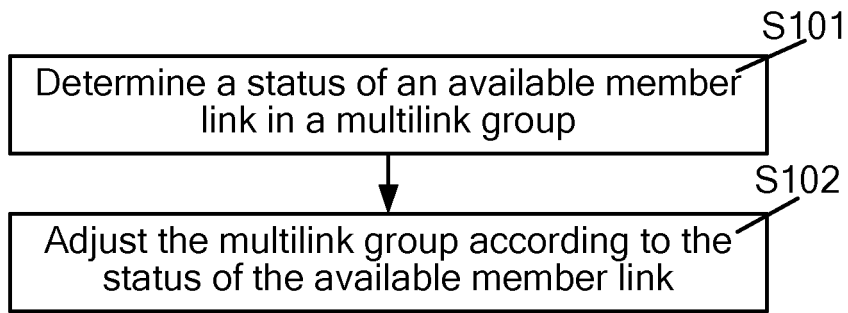 S101
Determine a status of an available member
link in a multilink group
S102
Adjust the multilink group according to the
status of the available member link